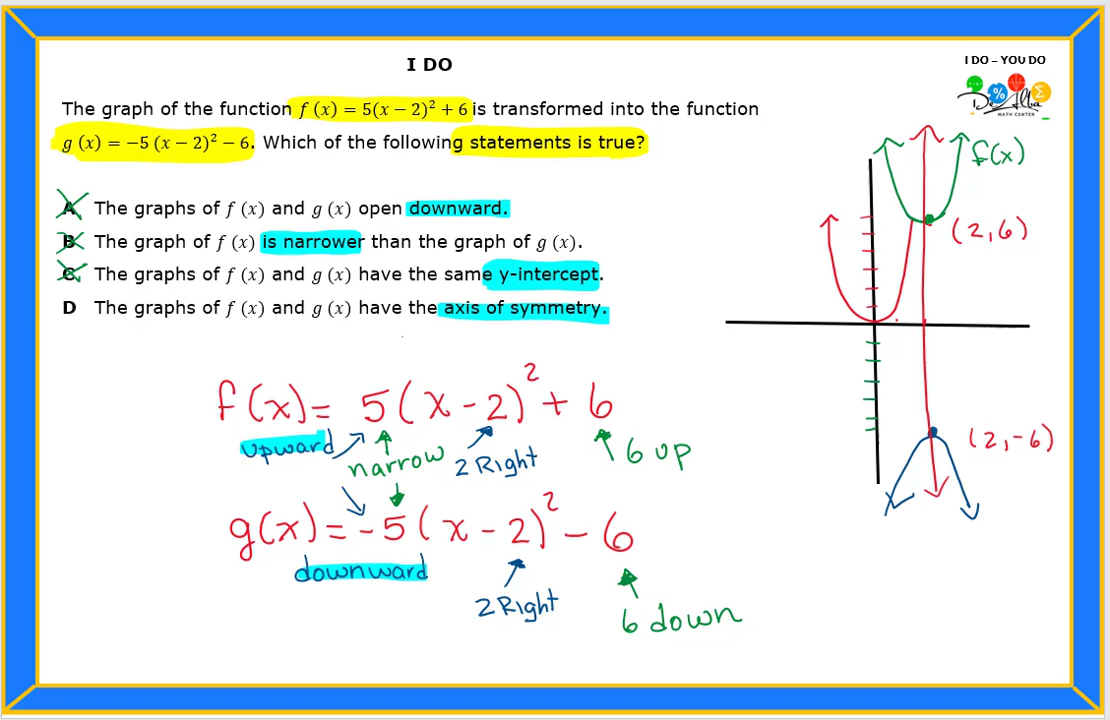 I DO
I DO – YOU DO
De Alba
MATH CENTER
The graph of the function f (x) = 5(x − 2)² + 6 is transformed into the function
g (x) = −5 (x − 2)² − 6. Which of the following statements is true?
A The graphs of f (x) and g (x) open downward.
B The graph of f (x) is narrower than the graph of g (x).
C The graphs of f (x) and g (x) have the same y-intercept.
D The graphs of f (x) and g (x) have the axis of symmetry.
f(x)
(2,6)
(2,-6)
f(x)= 5(x-2)² + 6
upward
narrow
2 Right
6 up
g(x)= -5(x-2)² - 6
downward
2 Right
6 down